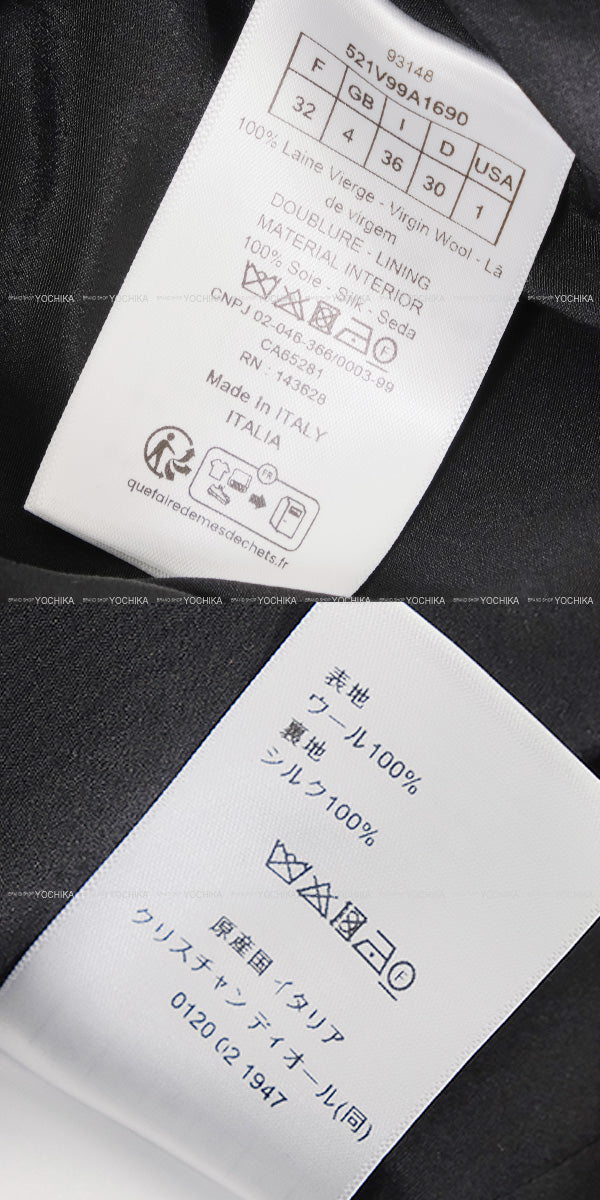 93148
521V99A1690
F GB I D USA
32 4 36 30 1
100% Laine Vierge - Virgin Wool - Lã
de virgem
DOUBLURE - LINING
MATERIAL INTERIOR
100% Soie - Silk - Seda
F
CNPJ 02-046-366/0003-99
CA65281
RN : 143628
Made In ITALY
ITALIA
FR
quefairedemesdechets.fr
BRAND SHOP YOCHIKA
表地
ウール100%
裏地
シルク100%
F
原産国 イタリア
クリスチャン ディオール(同)
0120 02 1947